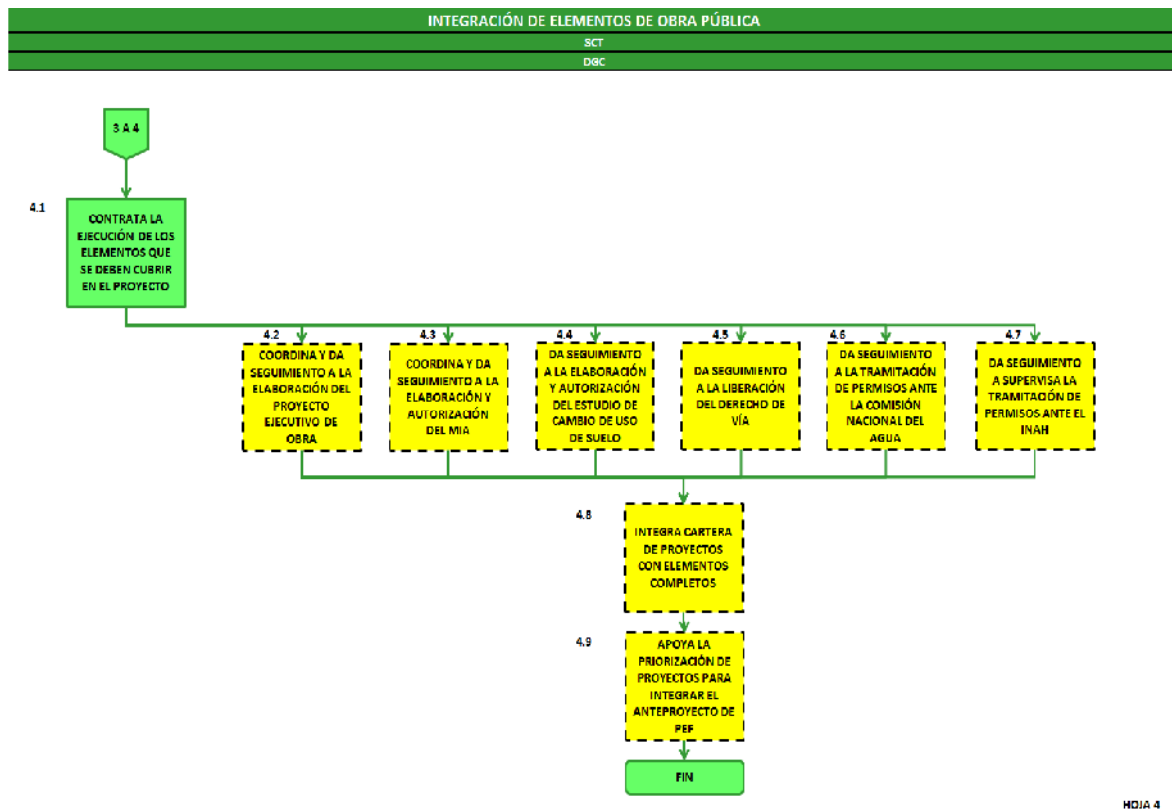 INTEGRACIÓN DE ELEMENTOS DE OBRA PÚBLICA
SCT
DGC
3 A 4
4.1
CONTRATA LA
EJECUCIÓN DE LOS
ELEMENTOS QUE
SE DEBEN CUBRIR
EN EL PROYECTO
4.2
COORDINA Y DA
SEGUIMIENTO A LA
ELABORACIÓN DEL
PROYECTO
EJECUTIVO DE
OBRA
4.3
COORDINA Y DA
SEGUIMIENTO A LA
ELABORACIÓN Y
AUTORIZACIÓN
DEL MIA
4.4
DA SEGUIMIENTO
A LA ELABORACIÓN
Y AUTORIZACIÓN
DEL ESTUDIO DE
CAMBIO DE USO
DE SUELO
4.5
DA SEGUIMIENTO
A LA LIBERACIÓN
DEL DERECHO DE
VÍA
4.6
DA SEGUIMIENTO
A LA TRAMITACIÓN
DE PERMISOS ANTE
LA COMISIÓN
NACIONAL DEL
AGUA
4.7
DA SEGUIMIENTO
A SUPERVISA LA
TRAMITACIÓN DE
PERMISOS ANTE EL
INAH
4.8
INTEGRA CARTERA
DE PROYECTOS
CON ELEMENTOS
COMPLETOS
4.9
APOYA LA
PRIORIZACIÓN DE
PROYECTOS PARA
INTEGRAR EL
ANTEPROYECTO DE
PEF
FIN
HOJA 4